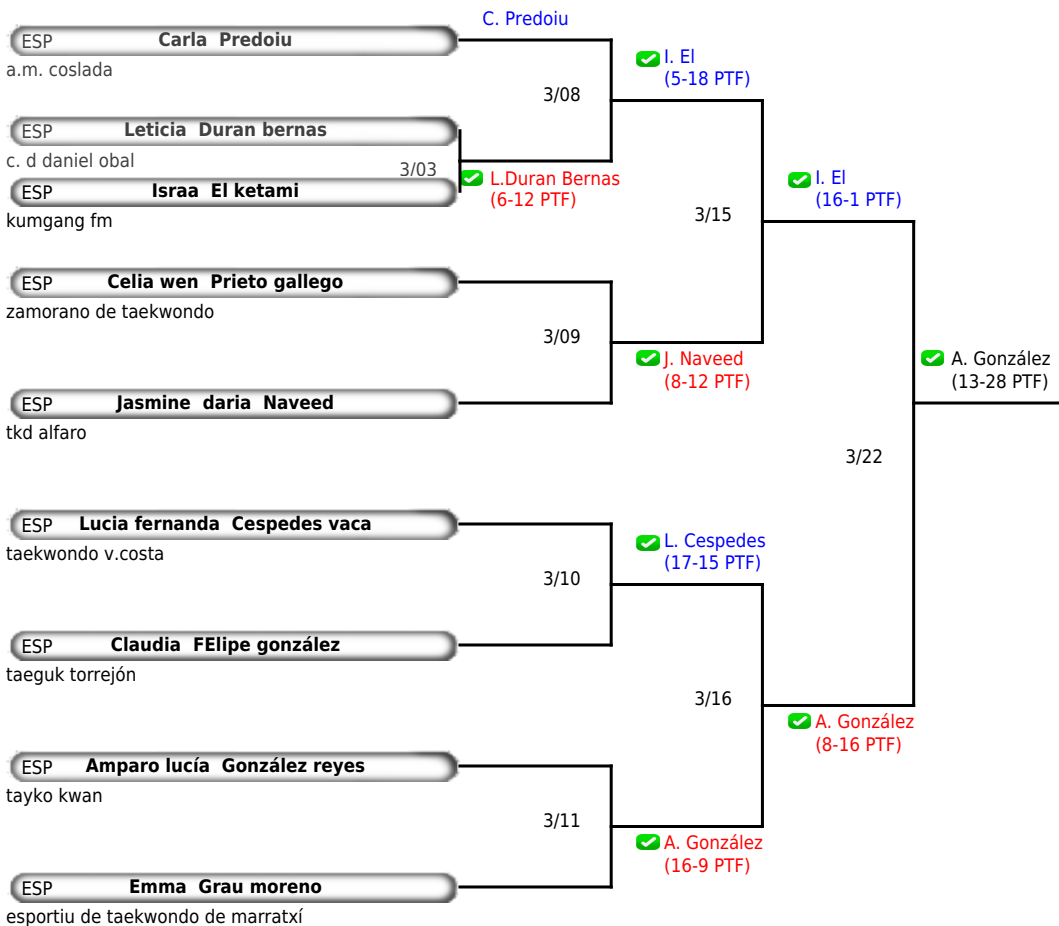 C. Predoiu
ESP Carla Predoiu
a.m. coslada
I. El
(5-18 PTF)
3/08
ESP Leticia Duran bernas
c. d daniel obal
3/03
L.Duran Bernas
(6-12 PTF)
ESP Israa El ketami
kumgang fm
I. El
(16-1 PTF)
3/15
ESP Celia wen Prieto gallego
zamorano de taekwondo
3/09
J. Naveed
(8-12 PTF)
A. González
(13-28 PTF)
ESP Jasmine daria Naveed
tkd alfaro
3/22
ESP Lucia fernanda Cespedes vaca
taekwondo v.costa
L. Cespedes
(17-15 PTF)
3/10
ESP Claudia FElipe gonzález
taeguk torrejón
3/16
A. González
(8-16 PTF)
ESP Amparo lucía González reyes
tayko kwan
3/11
A. González
(16-9 PTF)
ESP Emma Grau moreno
esportiu de taekwondo de marratxí